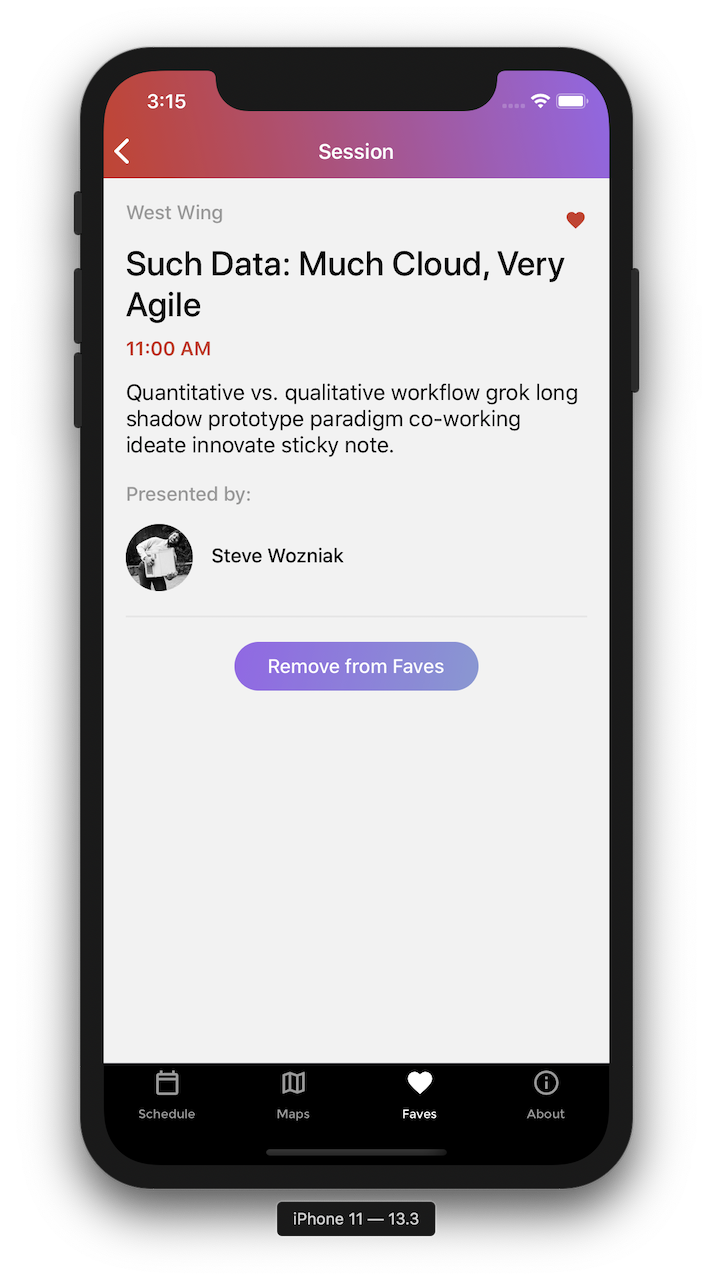 3:15
Session
West Wing
Such Data: Much Cloud, Very
Agile
11:00 AM
Quantitative vs. qualitative workflow grok long
shadow prototype paradigm co-working
ideate innovate sticky note.
Presented by:
Steve Wozniak
Remove from Faves
Schedule
Maps
Faves
About
iPhone 11 — 13.3